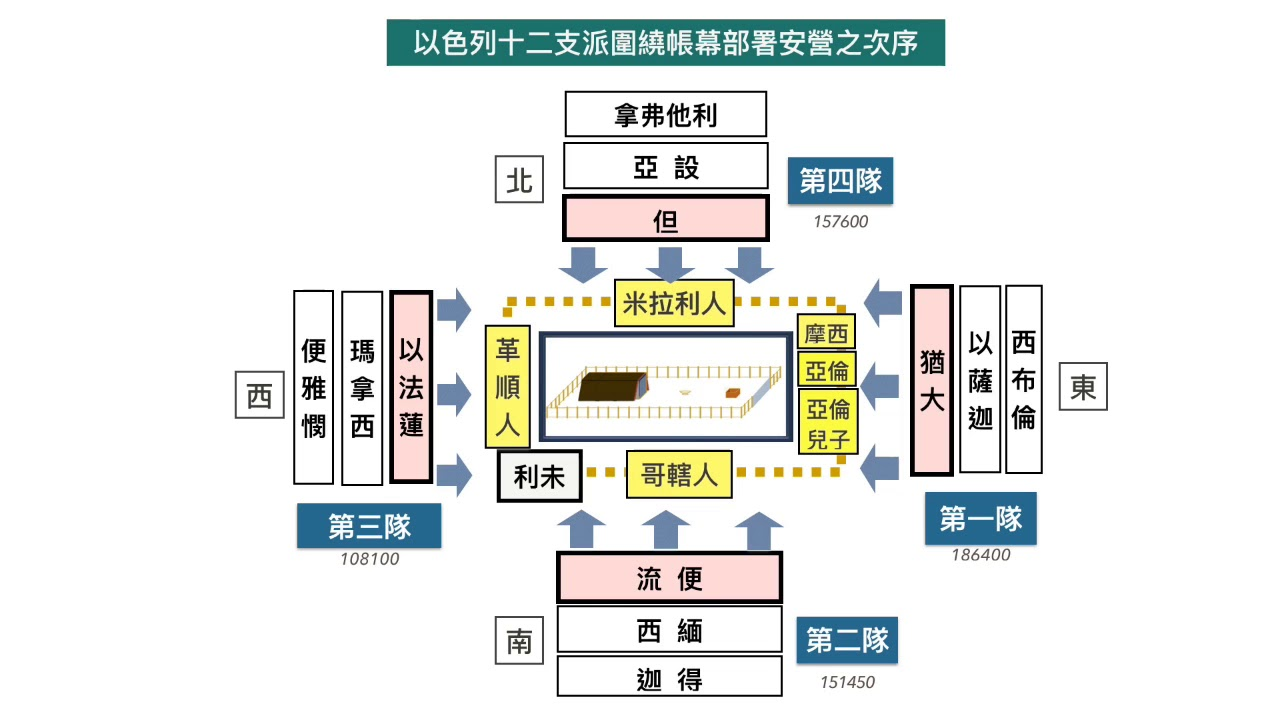 以色列十二支派圍繞帳幕部署安營之次序
拿弗他利
亞 設
北
但
第四隊
157600
米拉利人
西
便雅憫
瑪拿西
以法蓮
第三隊
108100
革順人
利未
哥轄人
摩西
亞倫
亞倫
兒子
猶大
以薩迦
西布倫
東
第一隊
186400
流 便
西 緬
迦 得
南
第二隊
151450